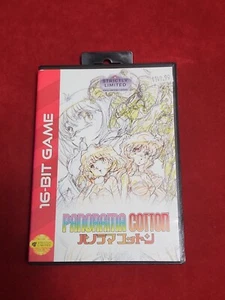 STRICTLY
LIMITED
16-BIT GAME
PANORAMA COTTON
パノラマコットン